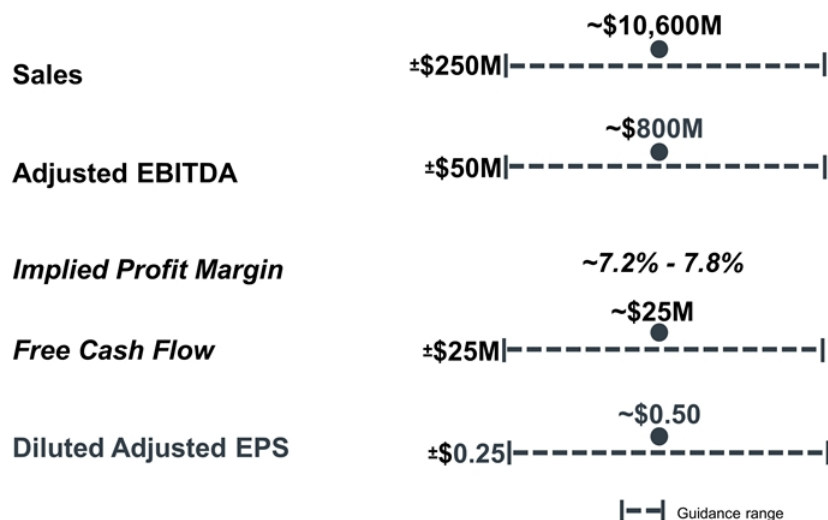 ~$10,600M
Sales ±$250M
~$800M
Adjusted EBITDA ±$50M
Implied Profit Margin ~7.2% - 7.8%
~$25M
Free Cash Flow ±$25M
~$0.50
Diluted Adjusted EPS ±$0.25
Guidance range